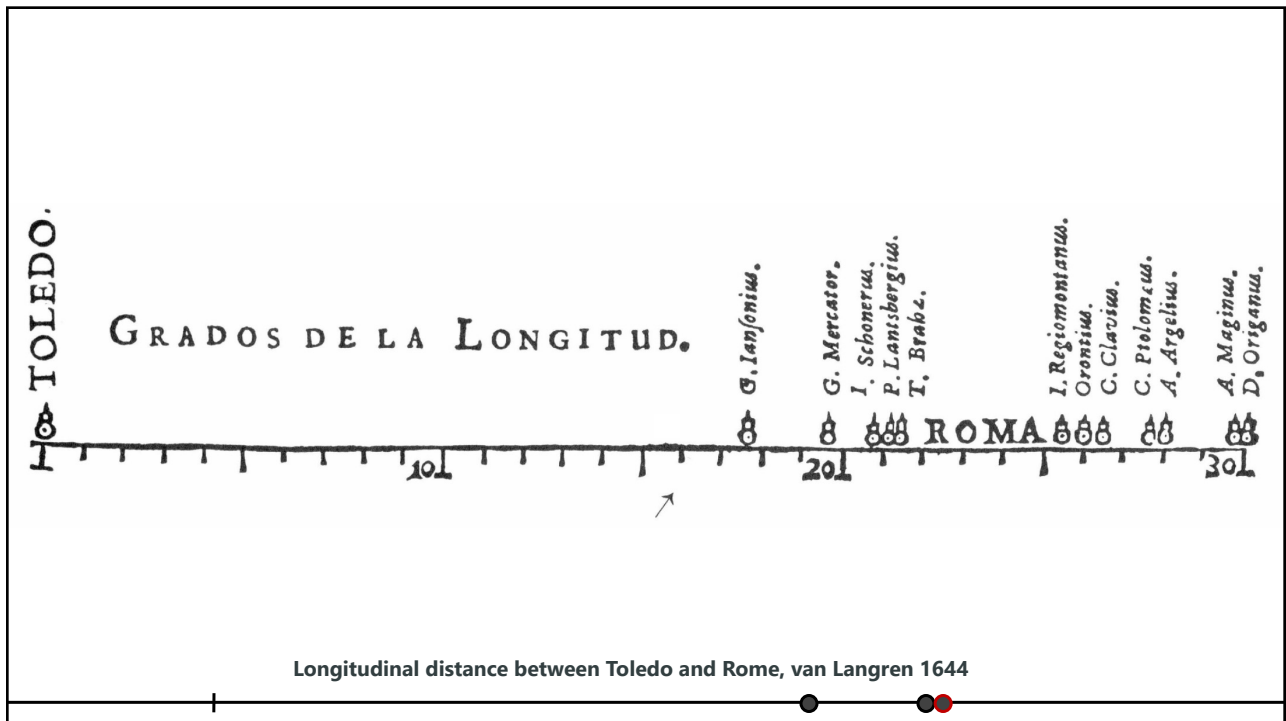 TOLEDO.
GRADOS DE LA LONGITUD.
G. Iansonius.
G. Mercator.
I. Schonerus.
P. Lantsbergius.
T. Brahe.
ROMA
I. Regiomontanus.
Orontius.
C. Clavius.
C. Ptolomæus.
A. Argelius.
A. Maginus.
D. Origanus.
10
20
30
Longitudinal distance between Toledo and Rome, van Langren 1644